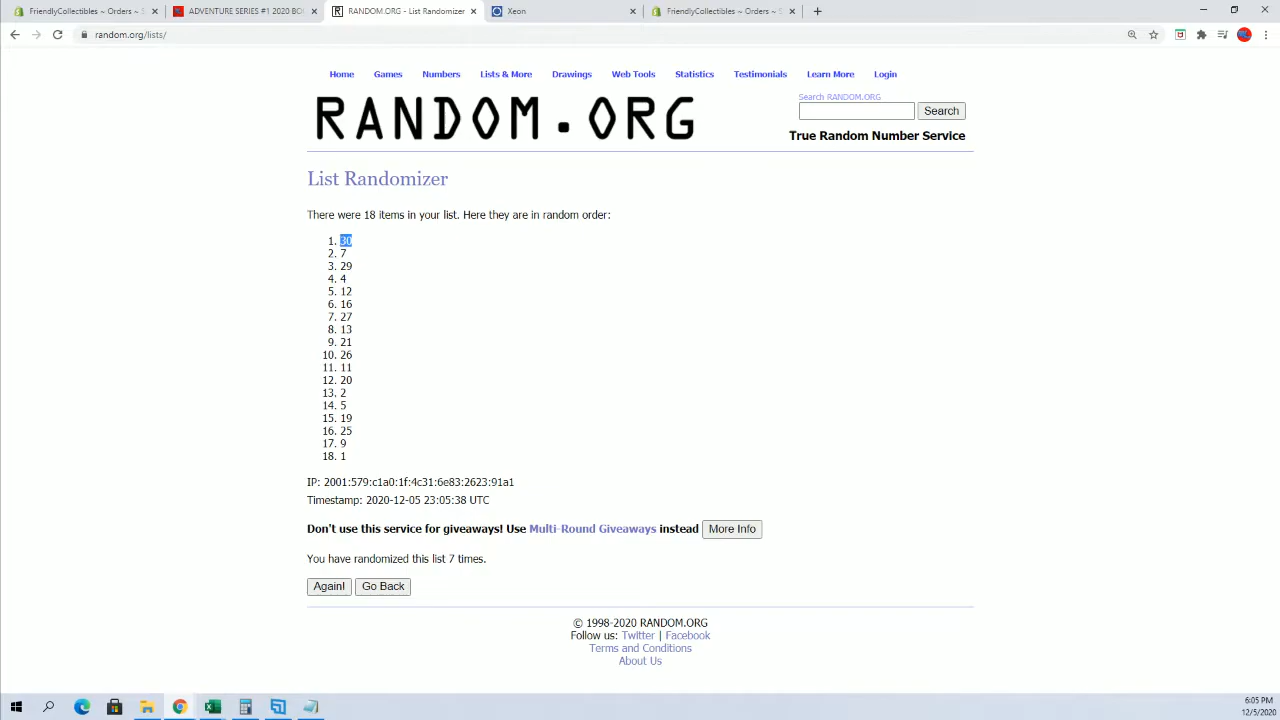 FriendlyCollectibles ~ Orders ~ S
ADVENTURE SERIES #1 2020 BO
RANDOM.ORG - List Randomizer
Xeon
FriendlyCollectibles ~ Orders ~ S
random.org/lists/
Home Games Numbers Lists & More Drawings Web Tools Statistics Testimonials Learn More Login
RANDOM.ORG
Search RANDOM.ORG
Search
True Random Number Service
List Randomizer
There were 18 items in your list. Here they are in random order:
1. 30
2. 7
3. 29
4. 4
5. 12
6. 16
7. 27
8. 13
9. 21
10. 26
11. 11
12. 20
13. 2
14. 5
15. 19
16. 25
17. 9
18. 1
IP: 2001:579:c1a0:1f:4c31:6e83:2623:91a1
Timestamp: 2020-12-05 23:05:38 UTC
Don't use this service for giveaways! Use Multi-Round Giveaways instead More Info
You have randomized this list 7 times.
Again! Go Back
© 1998-2020 RANDOM.ORG
Follow us: Twitter | Facebook
Terms and Conditions
About Us
6:05 PM
12/5/2020